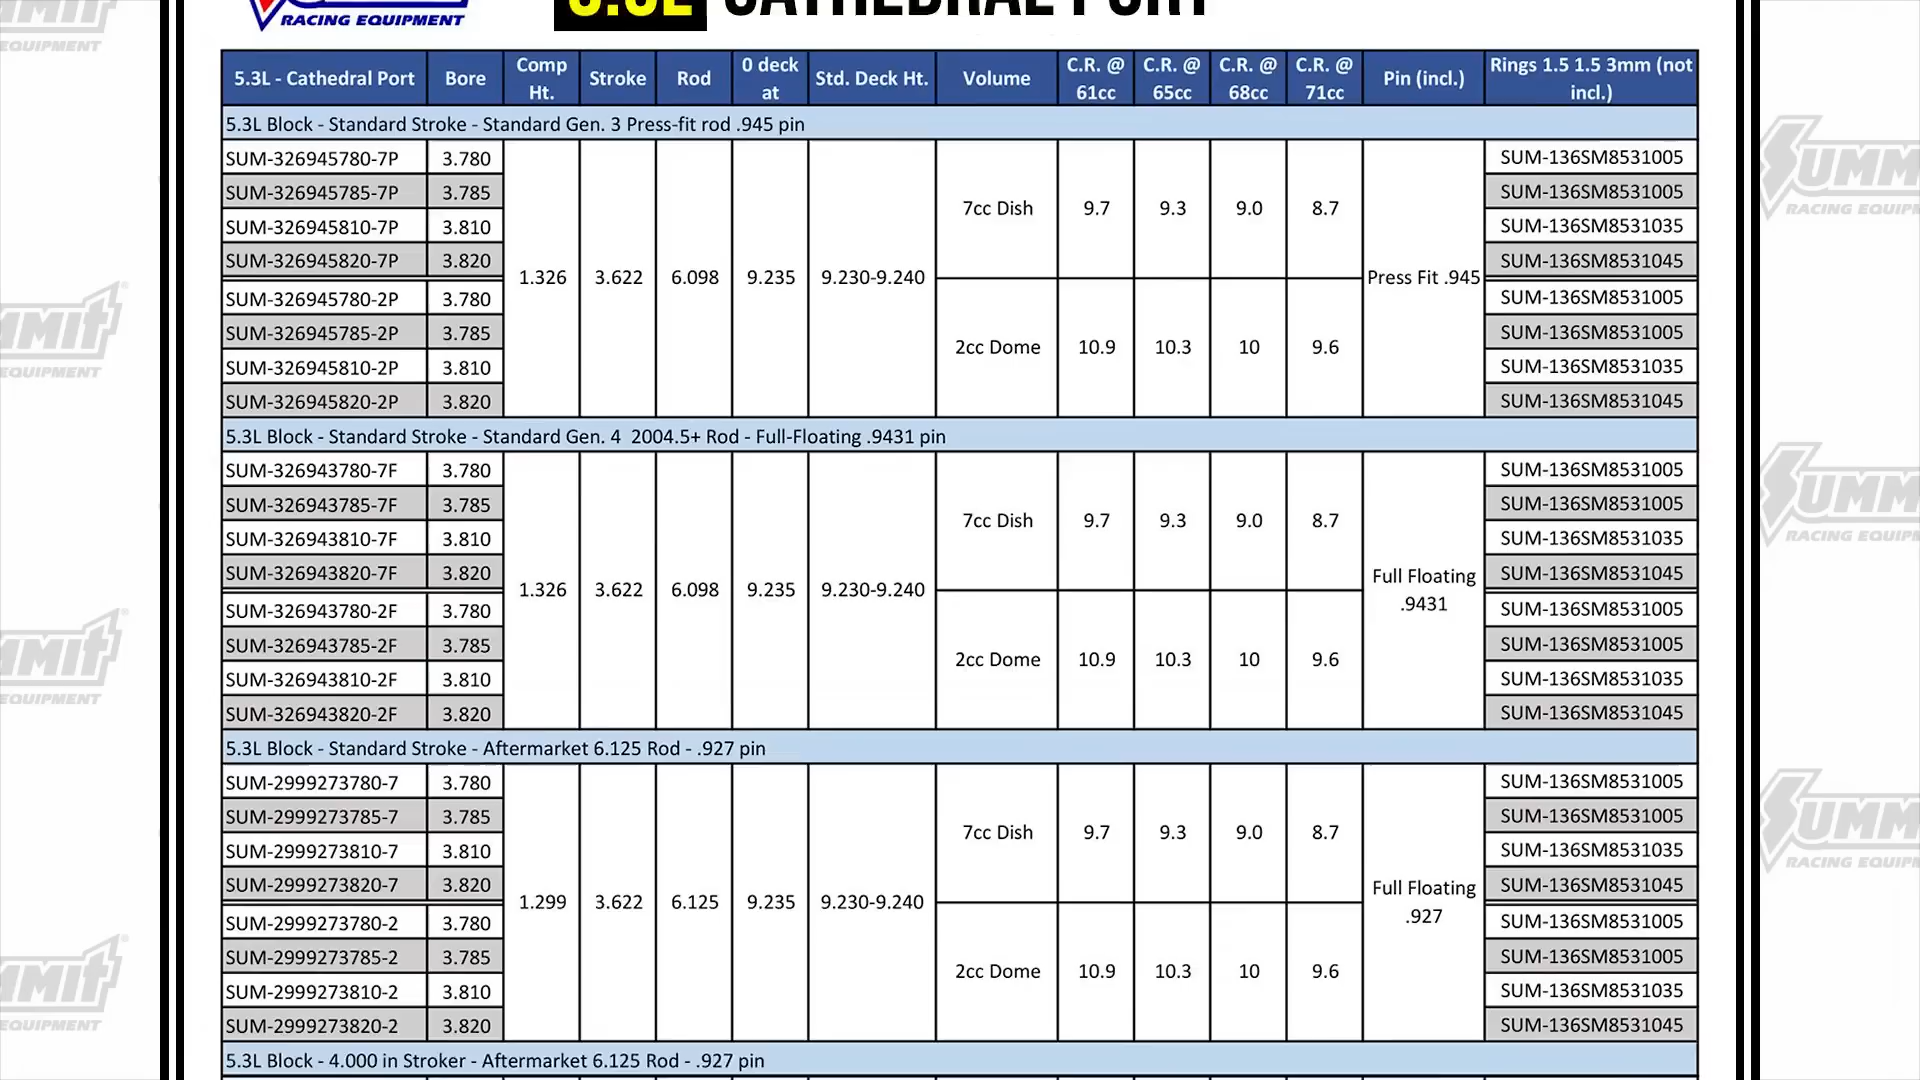 RACING EQUIPMENT
5.3L CATHEDRAL PORT
5.3L - Cathedral Port Bore Comp Ht. Stroke Rod 0 deck at Std. Deck Ht. Volume C.R. @ 61cc C.R. @ 65cc C.R. @ 68cc C.R. @ 71cc Pin (incl.) Rings 1.5 1.5 3mm (not incl.)
5.3L Block - Standard Stroke - Standard Gen. 3 Press-fit rod .945 pin
SUM-326945780-7P 3.780 SUM-136SM8531005
SUM-326945785-7P 3.785 SUM-136SM8531005
7cc Dish 9.7 9.3 9.0 8.7
SUM-326945810-7P 3.810 SUM-136SM8531035
SUM-326945820-7P 3.820 SUM-136SM8531045
1.326 3.622 6.098 9.235 9.230-9.240 Press Fit .945
SUM-326945780-2P 3.780 SUM-136SM8531005
SUM-326945785-2P 3.785 SUM-136SM8531005
2cc Dome 10.9 10.3 10 9.6
SUM-326945810-2P 3.810 SUM-136SM8531035
SUM-326945820-2P 3.820 SUM-136SM8531045
5.3L Block - Standard Stroke - Standard Gen. 4 2004.5+ Rod - Full-Floating .9431 pin
SUM-326943780-7F 3.780 SUM-136SM8531005
SUM-326943785-7F 3.785 SUM-136SM8531005
7cc Dish 9.7 9.3 9.0 8.7
SUM-326943810-7F 3.810 SUM-136SM8531035
SUM-326943820-7F 3.820 SUM-136SM8531045
1.326 3.622 6.098 9.235 9.230-9.240 Full Floating .9431
SUM-326943780-2F 3.780 SUM-136SM8531005
SUM-326943785-2F 3.785 SUM-136SM8531005
2cc Dome 10.9 10.3 10 9.6
SUM-326943810-2F 3.810 SUM-136SM8531035
SUM-326943820-2F 3.820 SUM-136SM8531045
5.3L Block - Standard Stroke - Aftermarket 6.125 Rod - .927 pin
SUM-2999273780-7 3.780 SUM-136SM8531005
SUM-2999273785-7 3.785 SUM-136SM8531005
7cc Dish 9.7 9.3 9.0 8.7
SUM-2999273810-7 3.810 SUM-136SM8531035
SUM-2999273820-7 3.820 SUM-136SM8531045
1.299 3.622 6.125 9.235 9.230-9.240 Full Floating .927
SUM-2999273780-2 3.780 SUM-136SM8531005
SUM-2999273785-2 3.785 SUM-136SM8531005
2cc Dome 10.9 10.3 10 9.6
SUM-2999273810-2 3.810 SUM-136SM8531035
SUM-2999273820-2 3.820 SUM-136SM8531045
5.3L Block - 4.000 in Stroker - Aftermarket 6.125 Rod - .927 pin